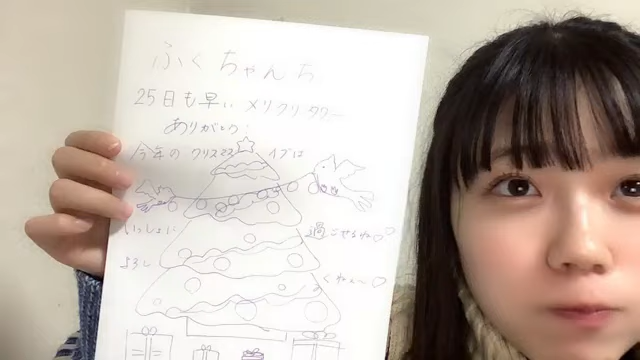 ふくちゃんち
25日も早いメリクリタワー
ありがとう!
今年のクリスマスイブは
いっしょに過ごせるね♡♡
よろしくねぇ〜♡